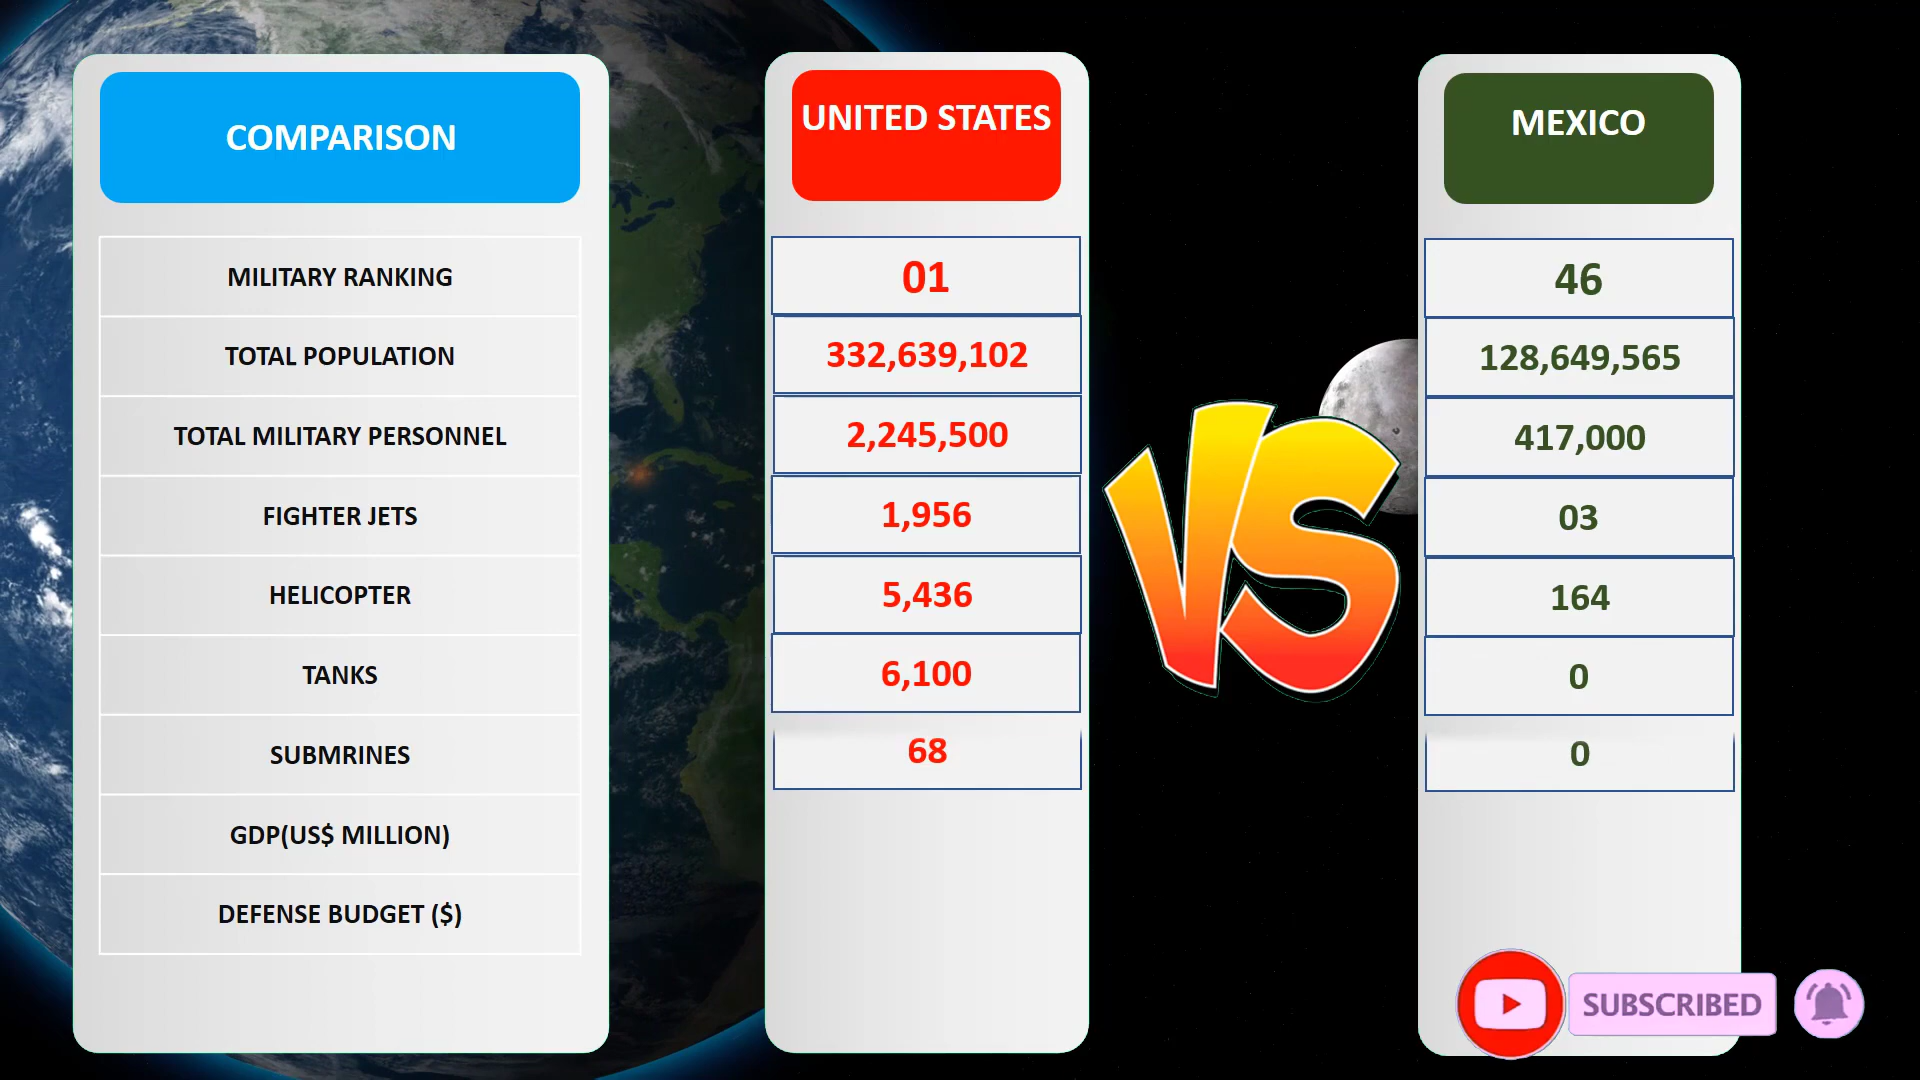 COMPARISON
UNITED STATES
MEXICO
MILITARY RANKING
01
46
TOTAL POPULATION
332,639,102
128,649,565
TOTAL MILITARY PERSONNEL
2,245,500
417,000
FIGHTER JETS
1,956
03
HELICOPTER
5,436
164
TANKS
6,100
0
SUBMRINES
68
0
GDP(US$ MILLION)
DEFENSE BUDGET ($)
VS
SUBSCRIBED